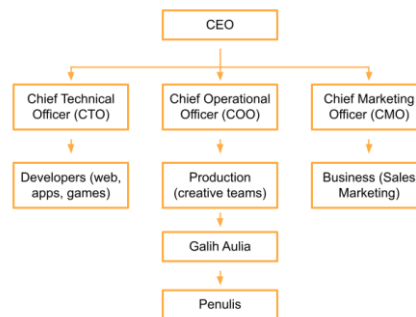 CEO
Chief Technical
Officer (CTO)
Chief Operational
Officer (COO)
Chief Marketing
Officer (CMO)
Developers (web,
apps, games)
Production
(creative teams)
Business (Sales
Marketing)
Galih Aulia
Penulis